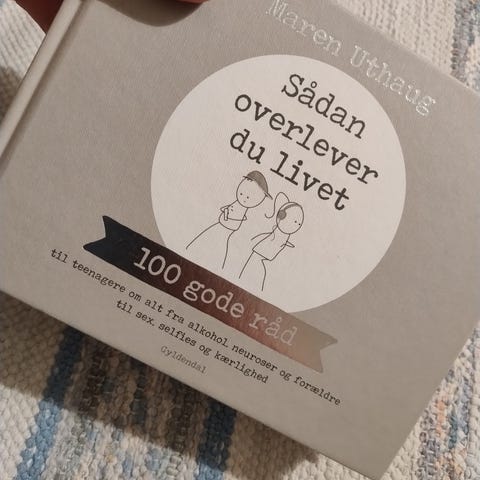 Maren Uthaug
Sådan
overlever
du livet
100 gode råd
til teenagere om alt fra alkohol, neuroser og forældre
til sex, selfies og kærlighed
Gyldendal